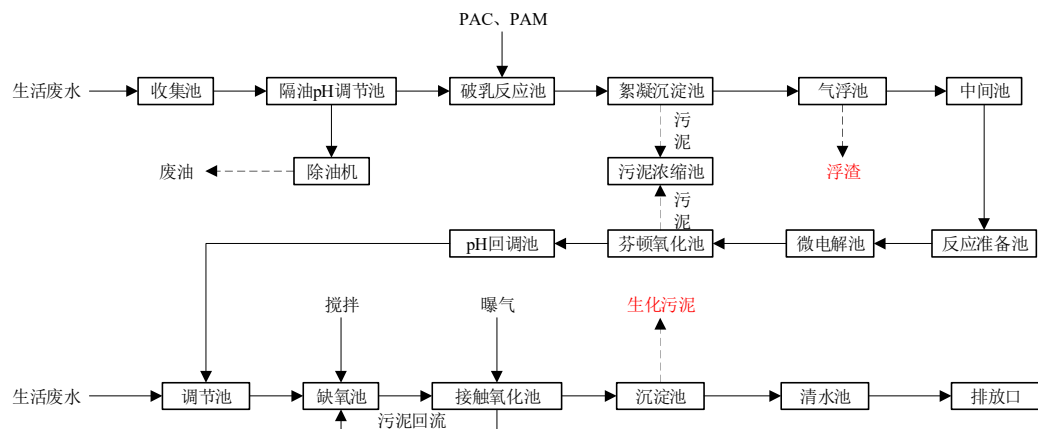 PAC、PAM
生活废水
收集池
隔油pH调节池
破乳反应池
絮凝沉淀池
气浮池
中间池
污泥
废油
除油机
污泥浓缩池
浮渣
污泥
pH回调池
芬顿氧化池
微电解池
反应准备池
搅拌
曝气
生化污泥
生活废水
调节池
缺氧池
接触氧化池
沉淀池
清水池
排放口
污泥回流